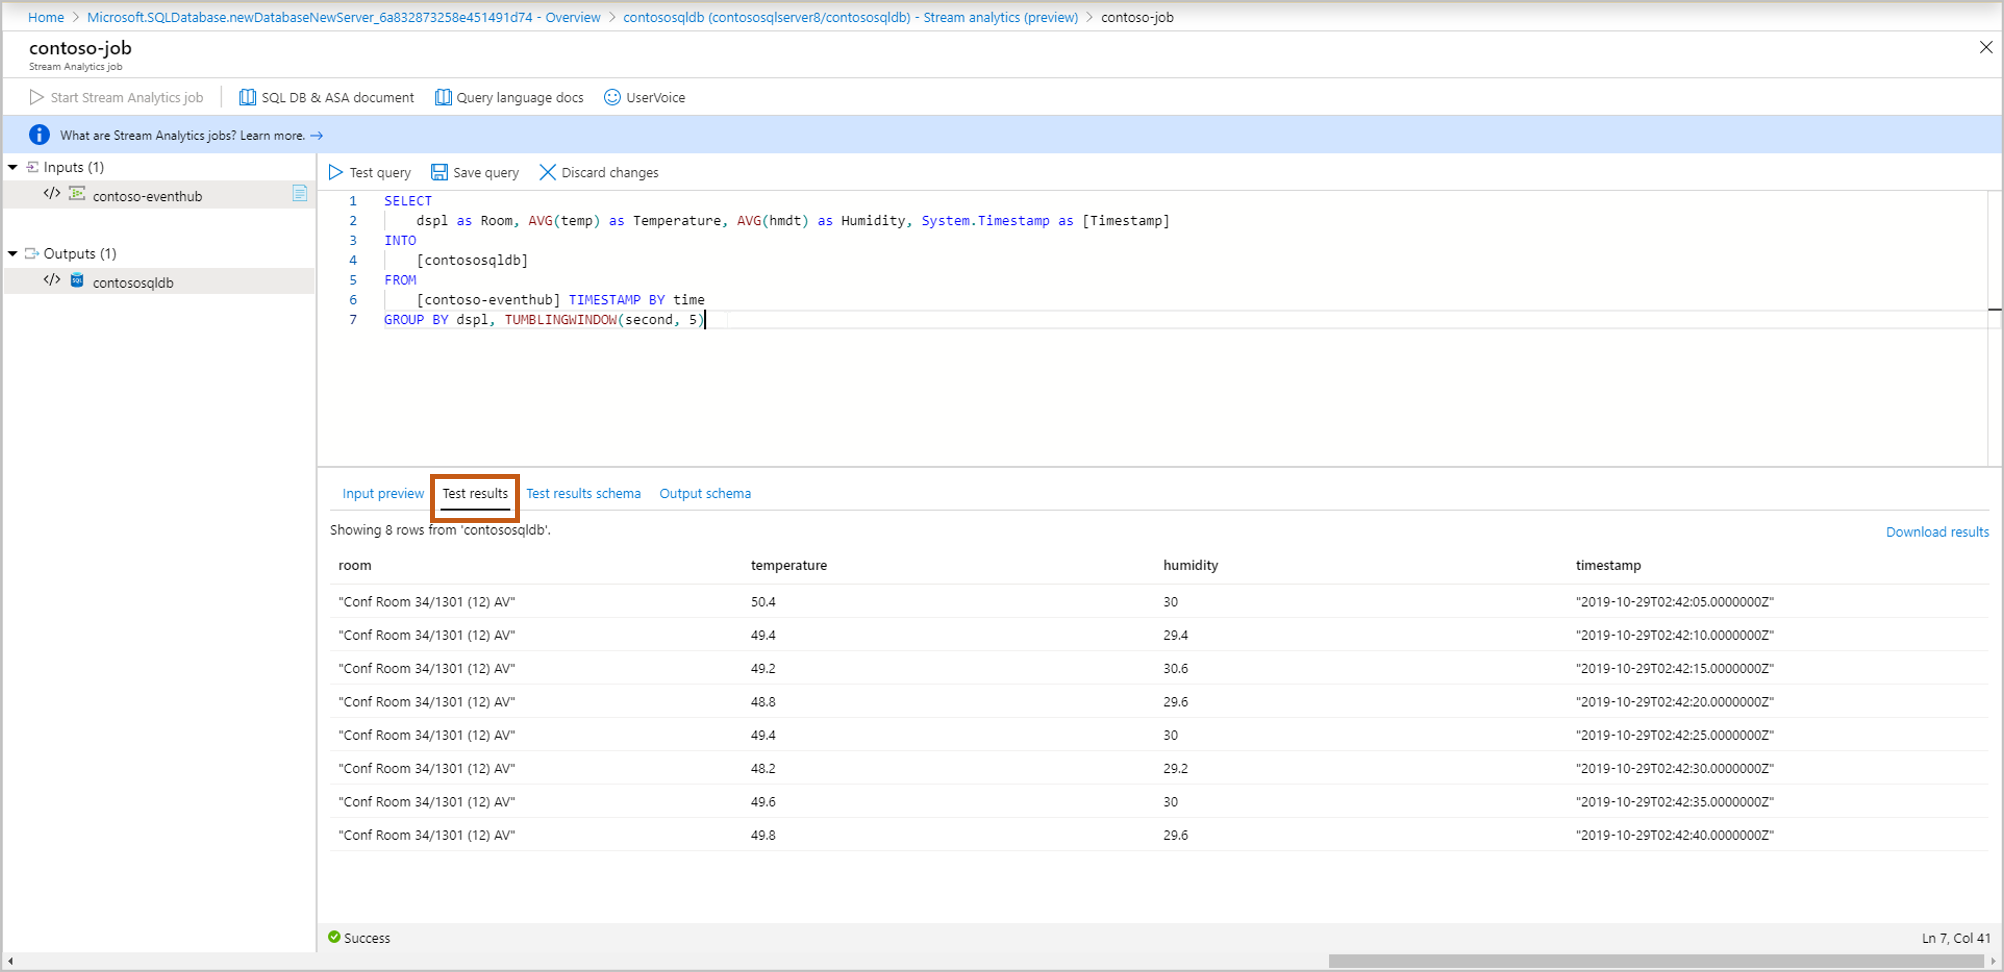 Home > Microsoft.SQLDatabase.newDatabaseNewServer_6a832873258e451491d74 - Overview > contososqldb (contososqlserver8/contososqldb) - Stream analytics (preview) > contoso-job
contoso-job
Stream Analytics job
Start Stream Analytics job SQL DB & ASA document Query language docs UserVoice
What are Stream Analytics jobs? Learn more. →
Inputs (1)
</> contoso-eventhub
Outputs (1)
</> SQL contososqldb
Test query Save query Discard changes
1 SELECT
2 dspl as Room, AVG(temp) as Temperature, AVG(hmdt) as Humidity, System.Timestamp as [Timestamp]
3 INTO
4 [contososqldb]
5 FROM
6 [contoso-eventhub] TIMESTAMP BY time
7 GROUP BY dspl, TUMBLINGWINDOW(second, 5)
Input preview Test results Test results schema Output schema
Showing 8 rows from 'contososqldb'.
Download results
room temperature humidity timestamp
"Conf Room 34/1301 (12) AV" 50.4 30 "2019-10-29T02:42:05.0000000Z"
"Conf Room 34/1301 (12) AV" 49.4 29.4 "2019-10-29T02:42:10.0000000Z"
"Conf Room 34/1301 (12) AV" 49.2 30.6 "2019-10-29T02:42:15.0000000Z"
"Conf Room 34/1301 (12) AV" 48.8 29.6 "2019-10-29T02:42:20.0000000Z"
"Conf Room 34/1301 (12) AV" 49.4 30 "2019-10-29T02:42:25.0000000Z"
"Conf Room 34/1301 (12) AV" 48.2 29.2 "2019-10-29T02:42:30.0000000Z"
"Conf Room 34/1301 (12) AV" 49.6 30 "2019-10-29T02:42:35.0000000Z"
"Conf Room 34/1301 (12) AV" 49.8 29.6 "2019-10-29T02:42:40.0000000Z"
Success
Ln 7, Col 41